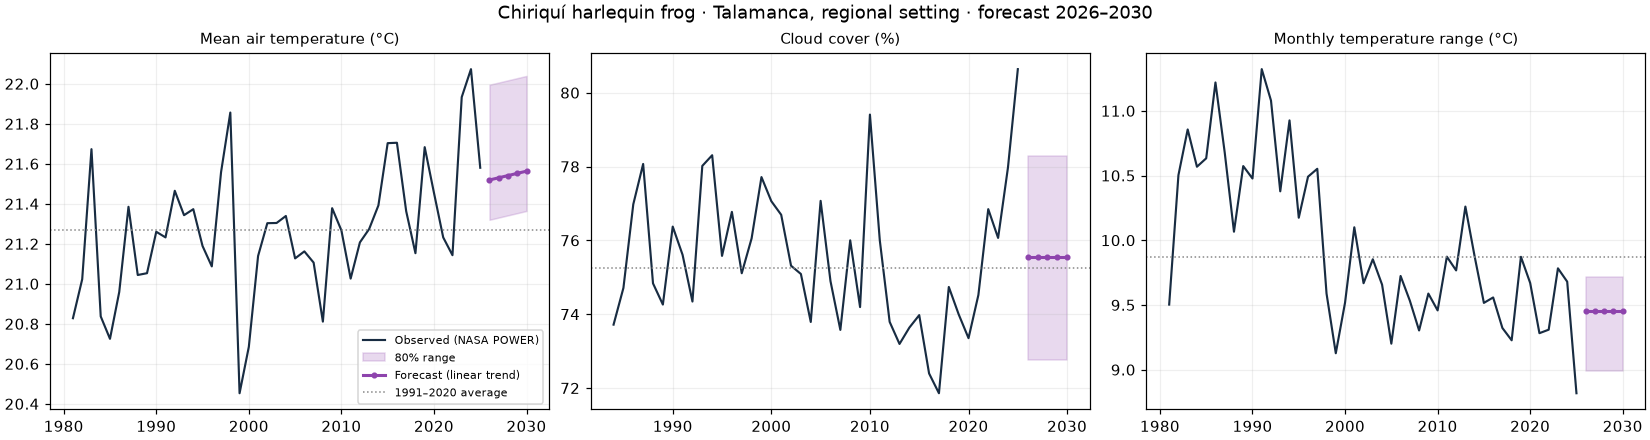 Chiriquí harlequin frog · Talamanca, regional setting · forecast 2026–2030
Mean air temperature (°C)
22.0
21.8
21.6
21.4
21.2
21.0
20.8
20.6
20.4
1980 1990 2000 2010 2020 2030
Observed (NASA POWER)
80% range
Forecast (linear trend)
1991–2020 average
Cloud cover (%)
80
78
76
74
72
1990 2000 2010 2020 2030
Monthly temperature range (°C)
11.0
10.5
10.0
9.5
9.0
1980 1990 2000 2010 2020 2030